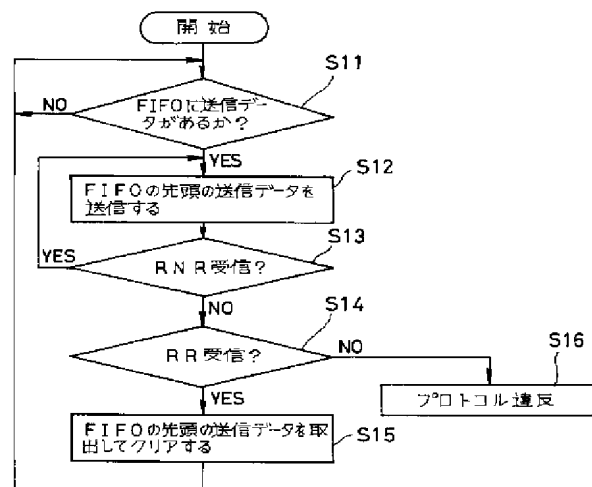 開始
S11
FIFOに送信デー
タがあるか？
NO
YES
S12
FIFOの先頭の送信データを
送信する
S13
YES
RNR受信？
NO
S14
RR受信？
NO
S16
プロトコル違反
YES
S15
FIFOの先頭の送信データを取
出してクリアする